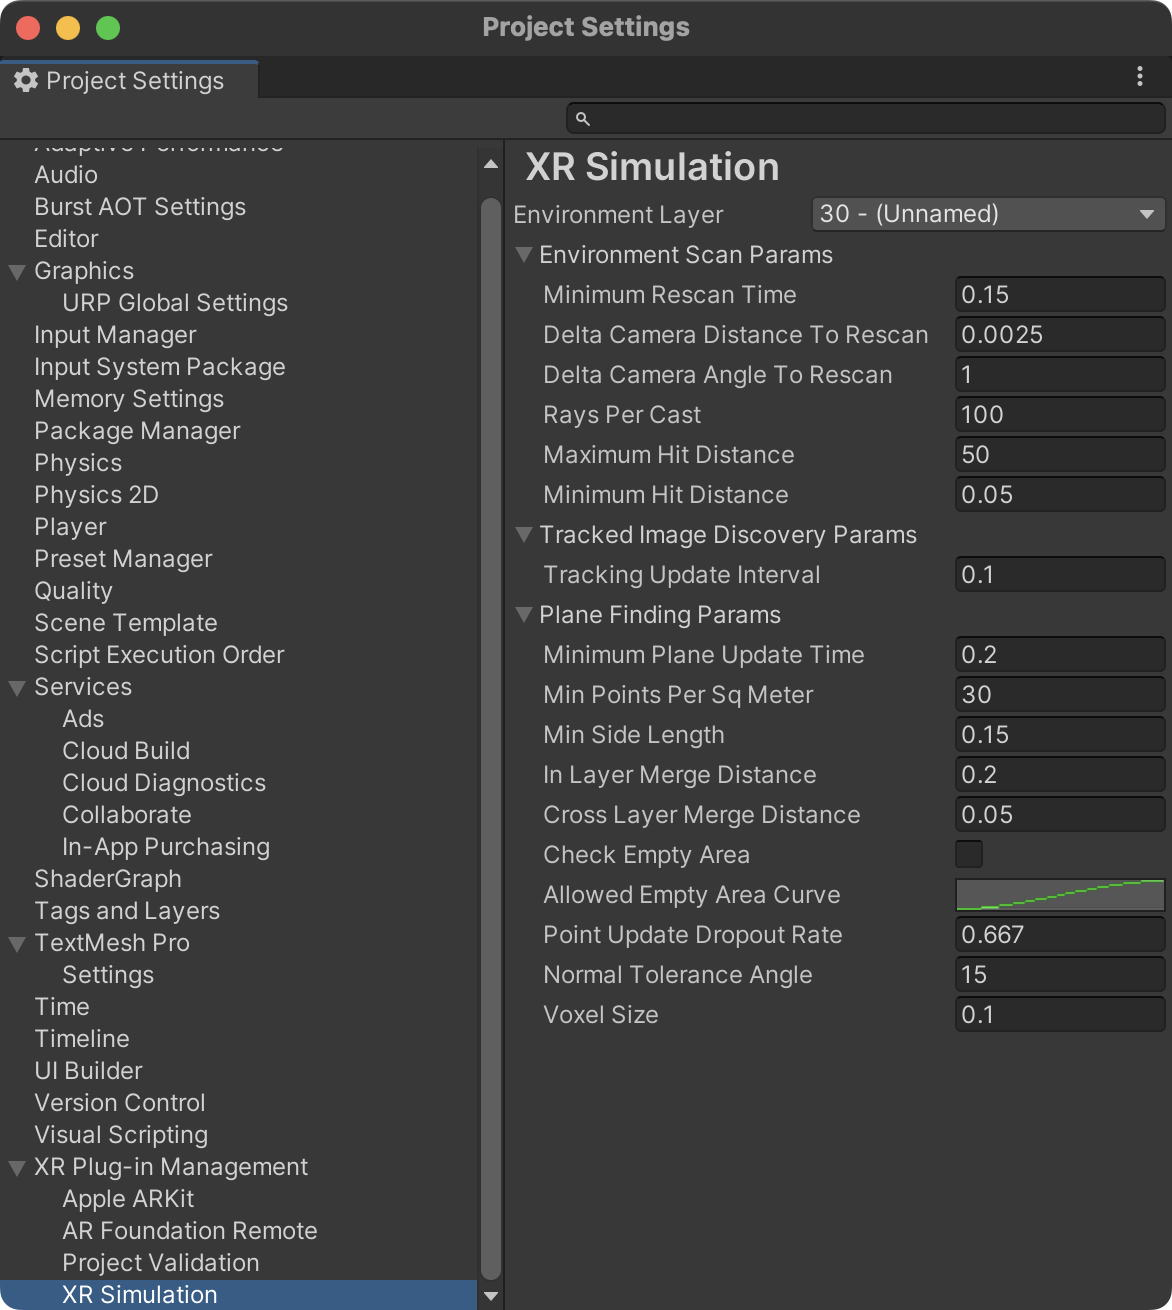 Project Settings
Project Settings
Adaptive Performance
Audio
Burst AOT Settings
Editor
Graphics
URP Global Settings
Input Manager
Input System Package
Memory Settings
Package Manager
Physics
Physics 2D
Player
Preset Manager
Quality
Scene Template
Script Execution Order
Services
Ads
Cloud Build
Cloud Diagnostics
Collaborate
In-App Purchasing
ShaderGraph
Tags and Layers
TextMesh Pro
Settings
Time
Timeline
UI Builder
Version Control
Visual Scripting
XR Plug-in Management
Apple ARKit
AR Foundation Remote
Project Validation
XR Simulation
XR Simulation
Environment Layer 30 - (Unnamed)
Environment Scan Params
Minimum Rescan Time 0.15
Delta Camera Distance To Rescan 0.0025
Delta Camera Angle To Rescan 1
Rays Per Cast 100
Maximum Hit Distance 50
Minimum Hit Distance 0.05
Tracked Image Discovery Params
Tracking Update Interval 0.1
Plane Finding Params
Minimum Plane Update Time 0.2
Min Points Per Sq Meter 30
Min Side Length 0.15
In Layer Merge Distance 0.2
Cross Layer Merge Distance 0.05
Check Empty Area
Allowed Empty Area Curve
Point Update Dropout Rate 0.667
Normal Tolerance Angle 15
Voxel Size 0.1